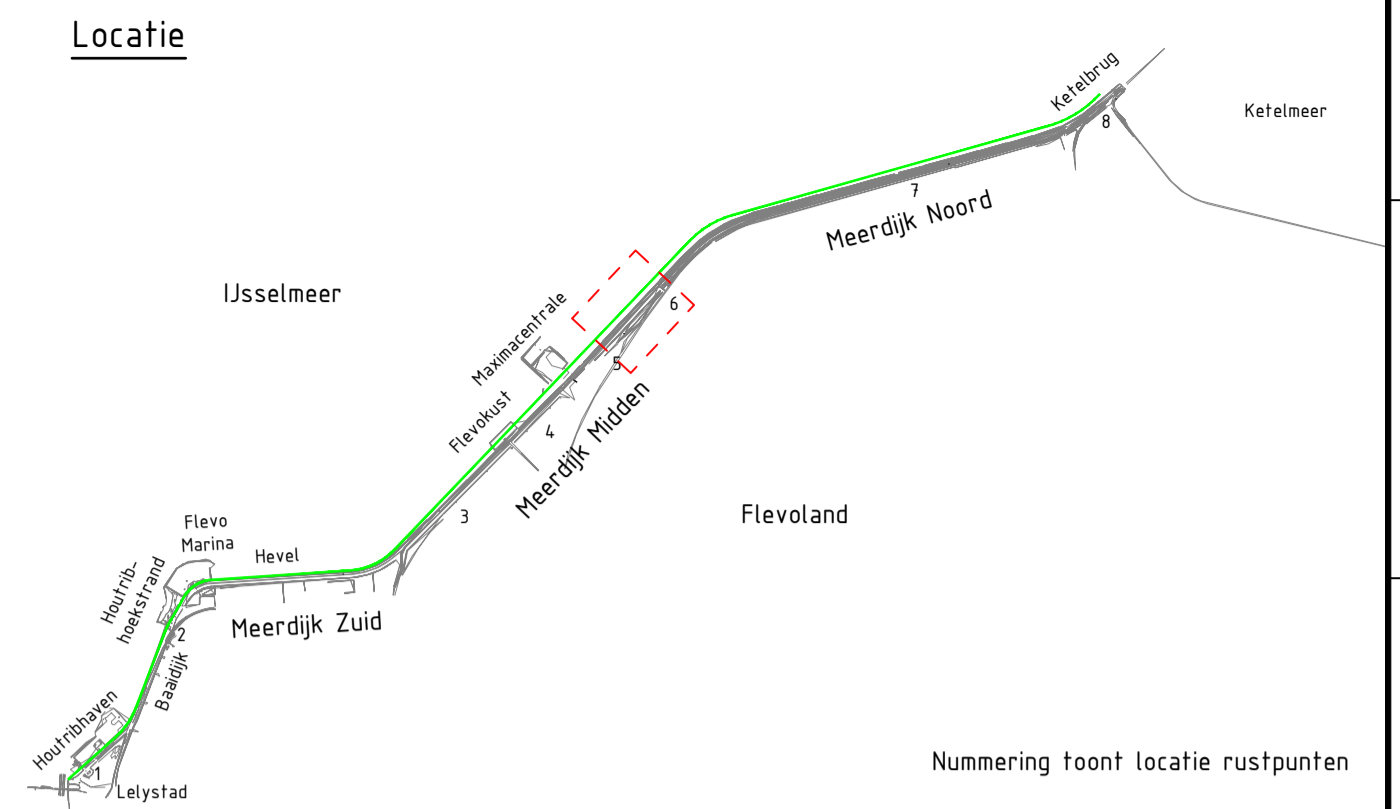 Locatie
Ketelbrug
Ketelmeer
8
7
Meerdijk Noord
IJsselmeer
6
Maximacentrale
5
Flevokust
4
Meerdijk Midden
3
Flevoland
Flevo
Marina
Hevel
Houtrib-
hoekstrand
Meerdijk Zuid
2
Baaidijk
Houtribhaven
1
Lelystad
Nummering toont locatie rustpunten